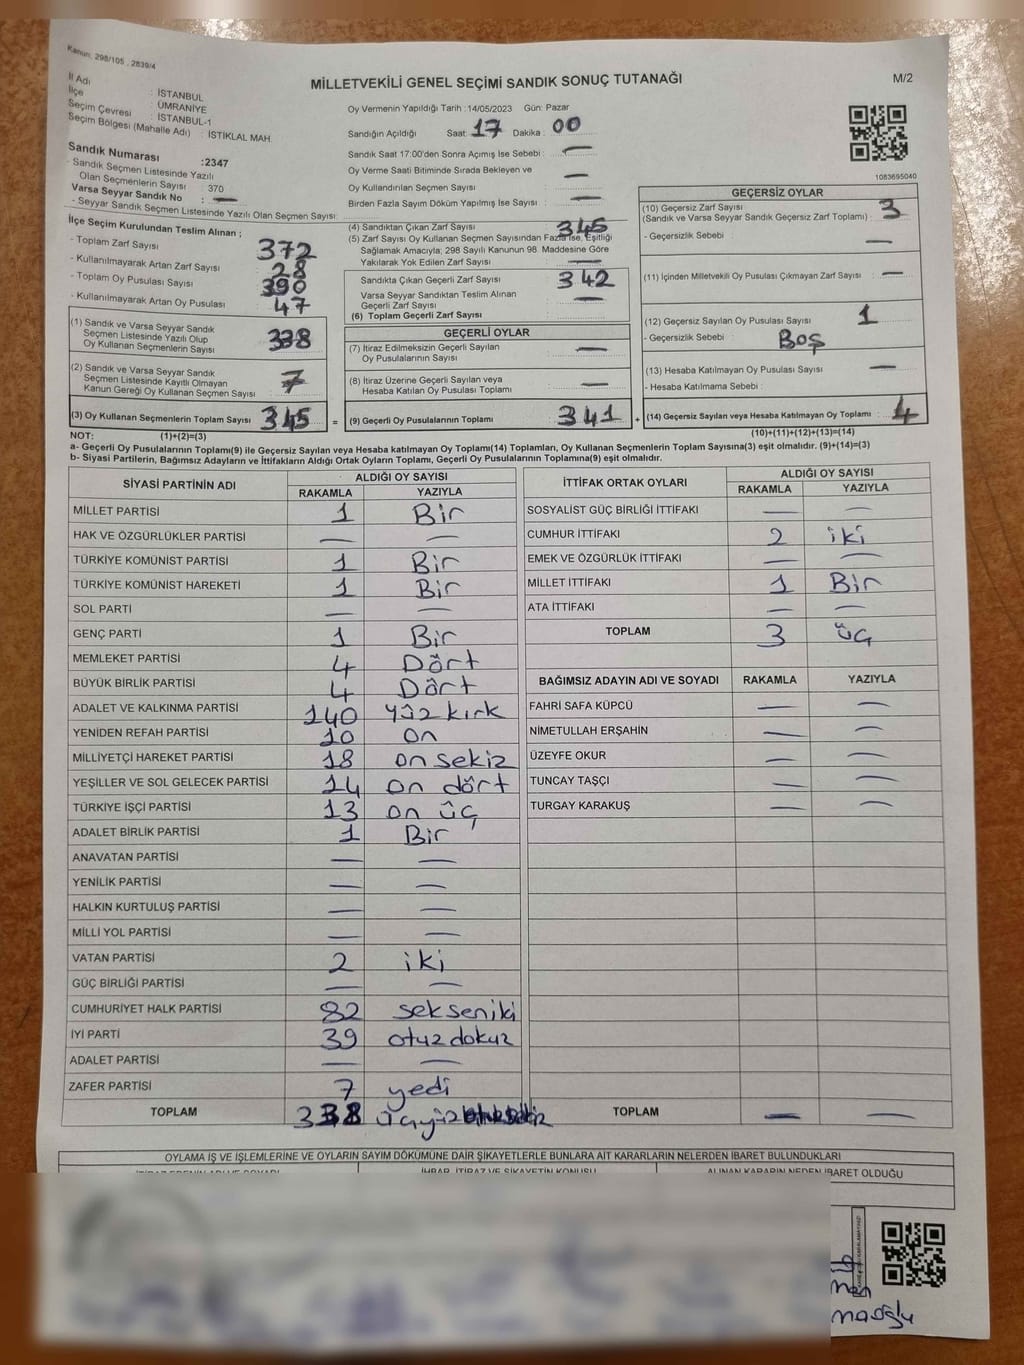 Kanun, 298/105 , 2839/4
MİLLETVEKİLİ GENEL SEÇİMİ SANDIK SONUÇ TUTANAĞI
M/2
İl Adı : İSTANBUL
İlçe : ÜMRANİYE
Seçim Çevresi : İSTANBUL-1
Seçim Bölgesi (Mahalle Adı) : İSTİKLAL MAH.
Sandık Numarası :2347
- Sandık Seçmen Listesinde Yazılı
Olan Seçmenlerin Sayısı : 370
Varsa Seyyar Sandık No : —
- Seyyar Sandık Seçmen Listesinde Yazılı Olan Seçmen Sayısı:
Oy Vermenin Yapıldığı Tarih :14/05/2023 Gün: Pazar
Sandığın Açıldığı Saat: 17 Dakika : 00
Sandık Saat 17:00'den Sonra Açımış İse Sebebi : —
Oy Verme Saati Bitiminde Sırada Bekleyen ve —
Oy Kullandırılan Seçmen Sayısı :
Birden Fazla Sayım Döküm Yapılmış İse Sayısı : —
1083695040
İlçe Seçim Kurulundan Teslim Alınan ;
- Toplam Zarf Sayısı : 372
- Kullanılmayarak Artan Zarf Sayısı : 28
- Toplam Oy Pusulası Sayısı : 390
- Kullanılmayarak Artan Oy Pusulası : 47
(1) Sandık ve Varsa Seyyar Sandık
Seçmen Listesinde Yazılı Olup
Oy Kullanan Seçmenlerin Sayısı : 338
(2) Sandık ve Varsa Seyyar Sandık
Seçmen Listesinde Kayıtlı Olmayan
Kanun Gereği Oy Kullanan Seçmen Sayısı : 7
(3) Oy Kullanan Seçmenlerin Toplam Sayısı : 345
(4) Sandıktan Çıkan Zarf Sayısı : 345
(5) Zarf Sayısı Oy Kullanan Seçmen Sayısından Fazla İse, Eşitliği
Sağlamak Amacıyla, 298 Sayılı Kanunun 98. Maddesine Göre
Yakılarak Yok Edilen Zarf Sayısı : —
Sandıkta Çıkan Geçerli Zarf Sayısı : 342
Varsa Seyyar Sandıktan Teslim Alınan
Geçerli Zarf Sayısı : —
(6) Toplam Geçerli Zarf Sayısı :
GEÇERLİ OYLAR
(7) İtiraz Edilmeksizin Geçerli Sayılan
Oy Pusulalarının Sayısı : —
(8) İtiraz Üzerine Geçerli Sayılan veya
Hesaba Katılan Oy Pusulası Toplamı : —
= (9) Geçerli Oy Pusulalarının Toplamı : 341 +
GEÇERSİZ OYLAR
(10) Geçersiz Zarf Sayısı
(Sandık ve Varsa Seyyar Sandık Geçersiz Zarf Toplamı) : 3
- Geçersizlik Sebebi : —
(11) İçinden Milletvekili Oy Pusulası Çıkmayan Zarf Sayısı : —
(12) Geçersiz Sayılan Oy Pusulası Sayısı : 1
- Geçersizlik Sebebi : Boş
(13) Hesaba Katılmayan Oy Pusulası Sayısı : —
- Hesaba Katılmama Sebebi :
(14) Geçersiz Sayılan veya Hesaba Katılmayan Oy Toplamı : 4
NOT: (1)+(2)=(3) (10)+(11)+(12)+(13)=(14)
a- Geçerli Oy Pusulalarının Toplamı(9) ile Geçersiz Sayılan veya Hesaba katılmayan Oy Toplamı(14) Toplamları, Oy Kullanan Seçmenlerin Toplam Sayısına(3) eşit olmalıdır. (9)+(14)=(3)
b- Siyasi Partilerin, Bağımsız Adayların ve İttifakların Aldığı Ortak Oyların Toplamı, Geçerli Oy Pusulalarının Toplamına(9) eşit olmalıdır.
SİYASİ PARTİNİN ADI ALDIĞI OY SAYISI
RAKAMLA YAZIYLA
MİLLET PARTİSİ 1 Bir
HAK VE ÖZGÜRLÜKLER PARTİSİ — —
TÜRKİYE KOMÜNİST PARTİSİ 1 Bir
TÜRKİYE KOMÜNİST HAREKETİ 1 Bir
SOL PARTİ — —
GENÇ PARTİ 1 Bir
MEMLEKET PARTİSİ 4 Dört
BÜYÜK BİRLİK PARTİSİ 4 Dört
ADALET VE KALKINMA PARTİSİ 140 yüz kırk
YENİDEN REFAH PARTİSİ 10 on
MİLLİYETÇİ HAREKET PARTİSİ 18 on sekiz
YEŞİLLER VE SOL GELECEK PARTİSİ 14 on dört
TÜRKİYE İŞÇİ PARTİSİ 13 on üç
ADALET BİRLİK PARTİSİ 1 Bir
ANAVATAN PARTİSİ — —
YENİLİK PARTİSİ — —
HALKIN KURTULUŞ PARTİSİ — —
MİLLİ YOL PARTİSİ — —
VATAN PARTİSİ 2 iki
GÜÇ BİRLİĞİ PARTİSİ — —
CUMHURİYET HALK PARTİSİ 82 seksen iki
İYİ PARTİ 39 otuz dokuz
ADALET PARTİSİ — —
ZAFER PARTİSİ 7 yedi
TOPLAM 338 üçyüz
İTTİFAK ORTAK OYLARI ALDIĞI OY SAYISI
RAKAMLA YAZIYLA
SOSYALİST GÜÇ BİRLİĞİ İTTİFAKI — —
CUMHUR İTTİFAKI 2 iki
EMEK VE ÖZGÜRLÜK İTTİFAKI — —
MİLLET İTTİFAKI 1 Bir
ATA İTTİFAKI — —
TOPLAM 3 üç
BAĞIMSIZ ADAYIN ADI VE SOYADI RAKAMLA YAZIYLA
FAHRİ SAFA KÜPCÜ — —
NİMETULLAH ERŞAHİN — —
ÜZEYFE OKUR — —
TUNCAY TAŞÇI — —
TURGAY KARAKUŞ — —
TOPLAM — —
OYLAMA İŞ VE İŞLEMLERİNE VE OYLARIN SAYIM DÖKÜMÜNE DAİR ŞİKAYETLERLE BUNLARA AİT KARARLARIN NELERDEN İBARET BULUNDUKLARI
İHBAR, İTİRAZ VE ŞİKAYETİN KONUSU ALINAN KARARIN NEDEN İBARET OLDUĞU